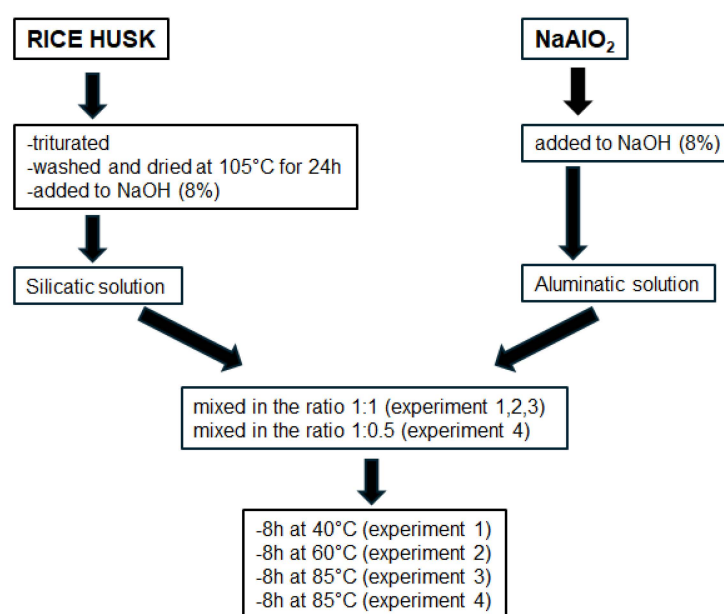 RICE HUSK
NaAlO₂
-triturated
-washed and dried at 105°C for 24h
-added to NaOH (8%)
added to NaOH (8%)
Silicatic solution
Aluminatic solution
mixed in the ratio 1:1 (experiment 1,2,3)
mixed in the ratio 1:0.5 (experiment 4)
-8h at 40°C (experiment 1)
-8h at 60°C (experiment 2)
-8h at 85°C (experiment 3)
-8h at 85°C (experiment 4)